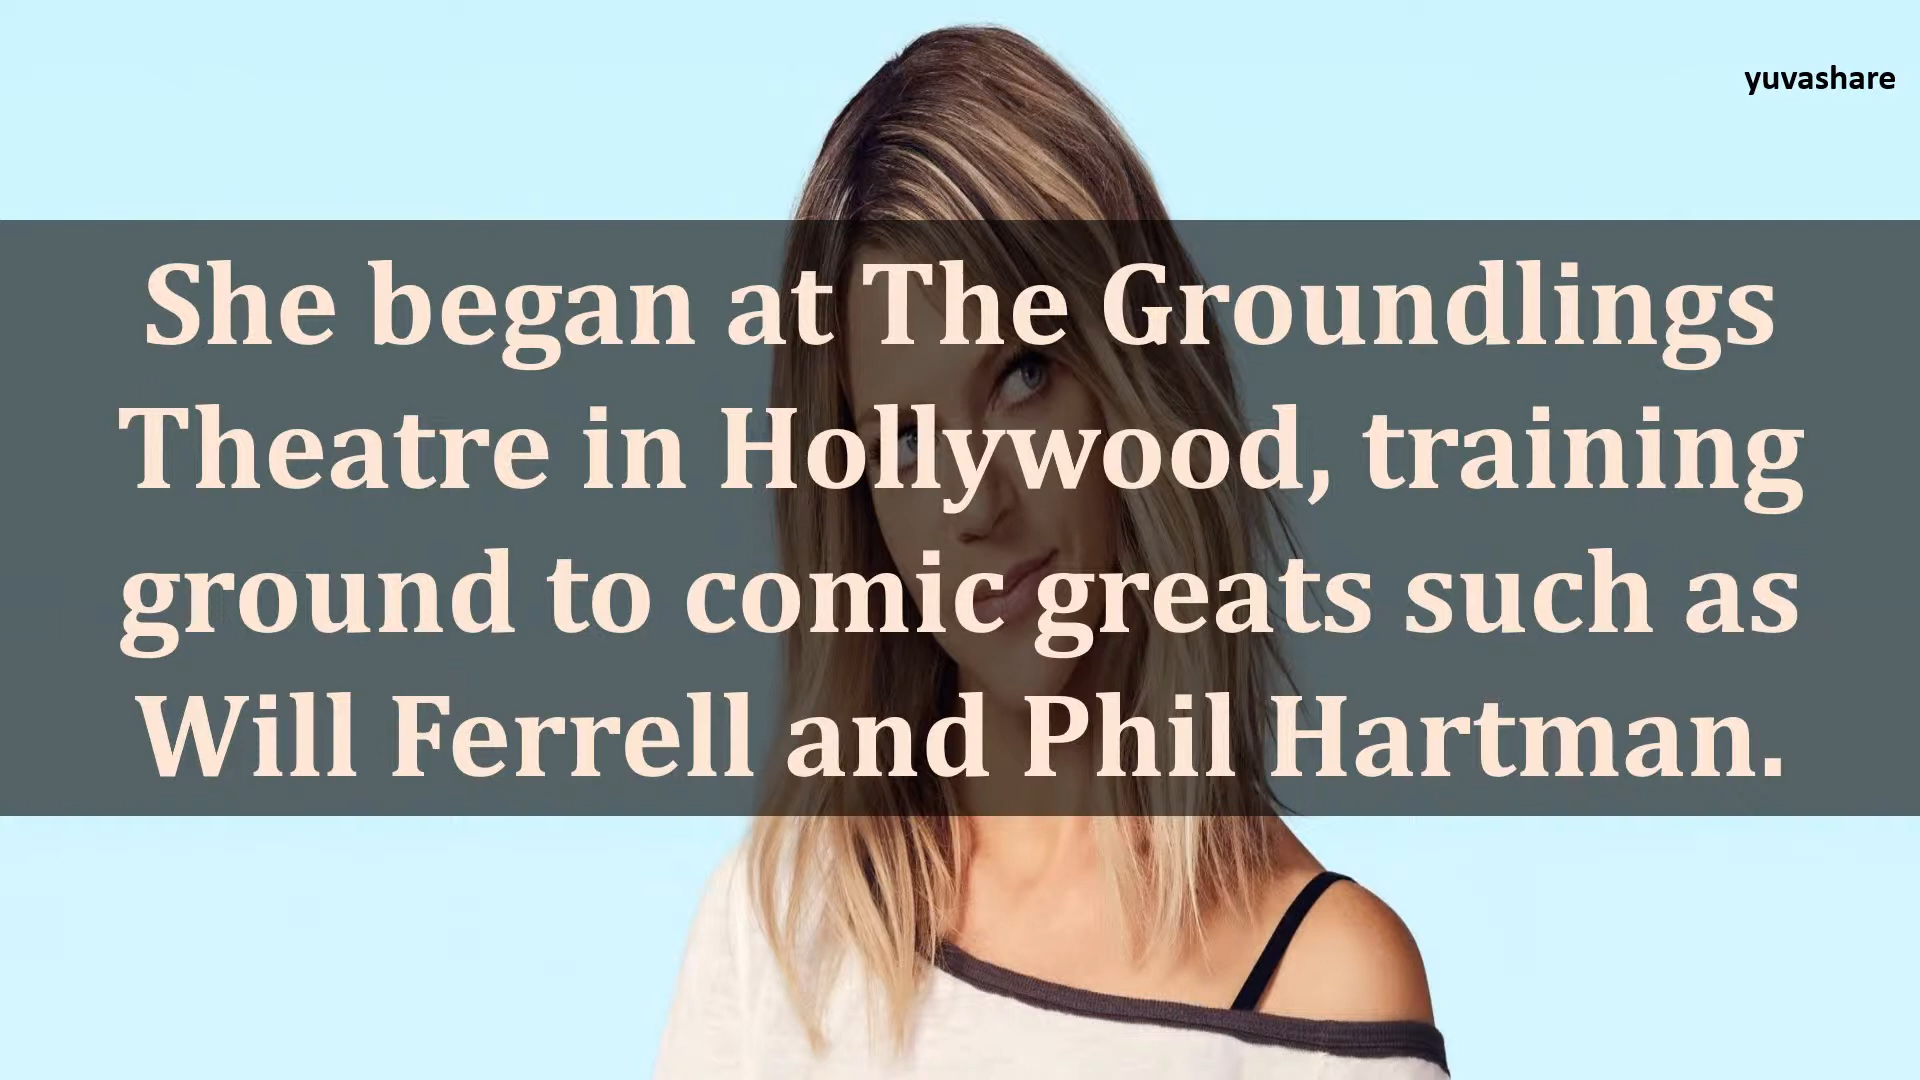 yuvashare
She began at The Groundlings
Theatre in Hollywood, training
ground to comic greats such as
Will Ferrell and Phil Hartman.